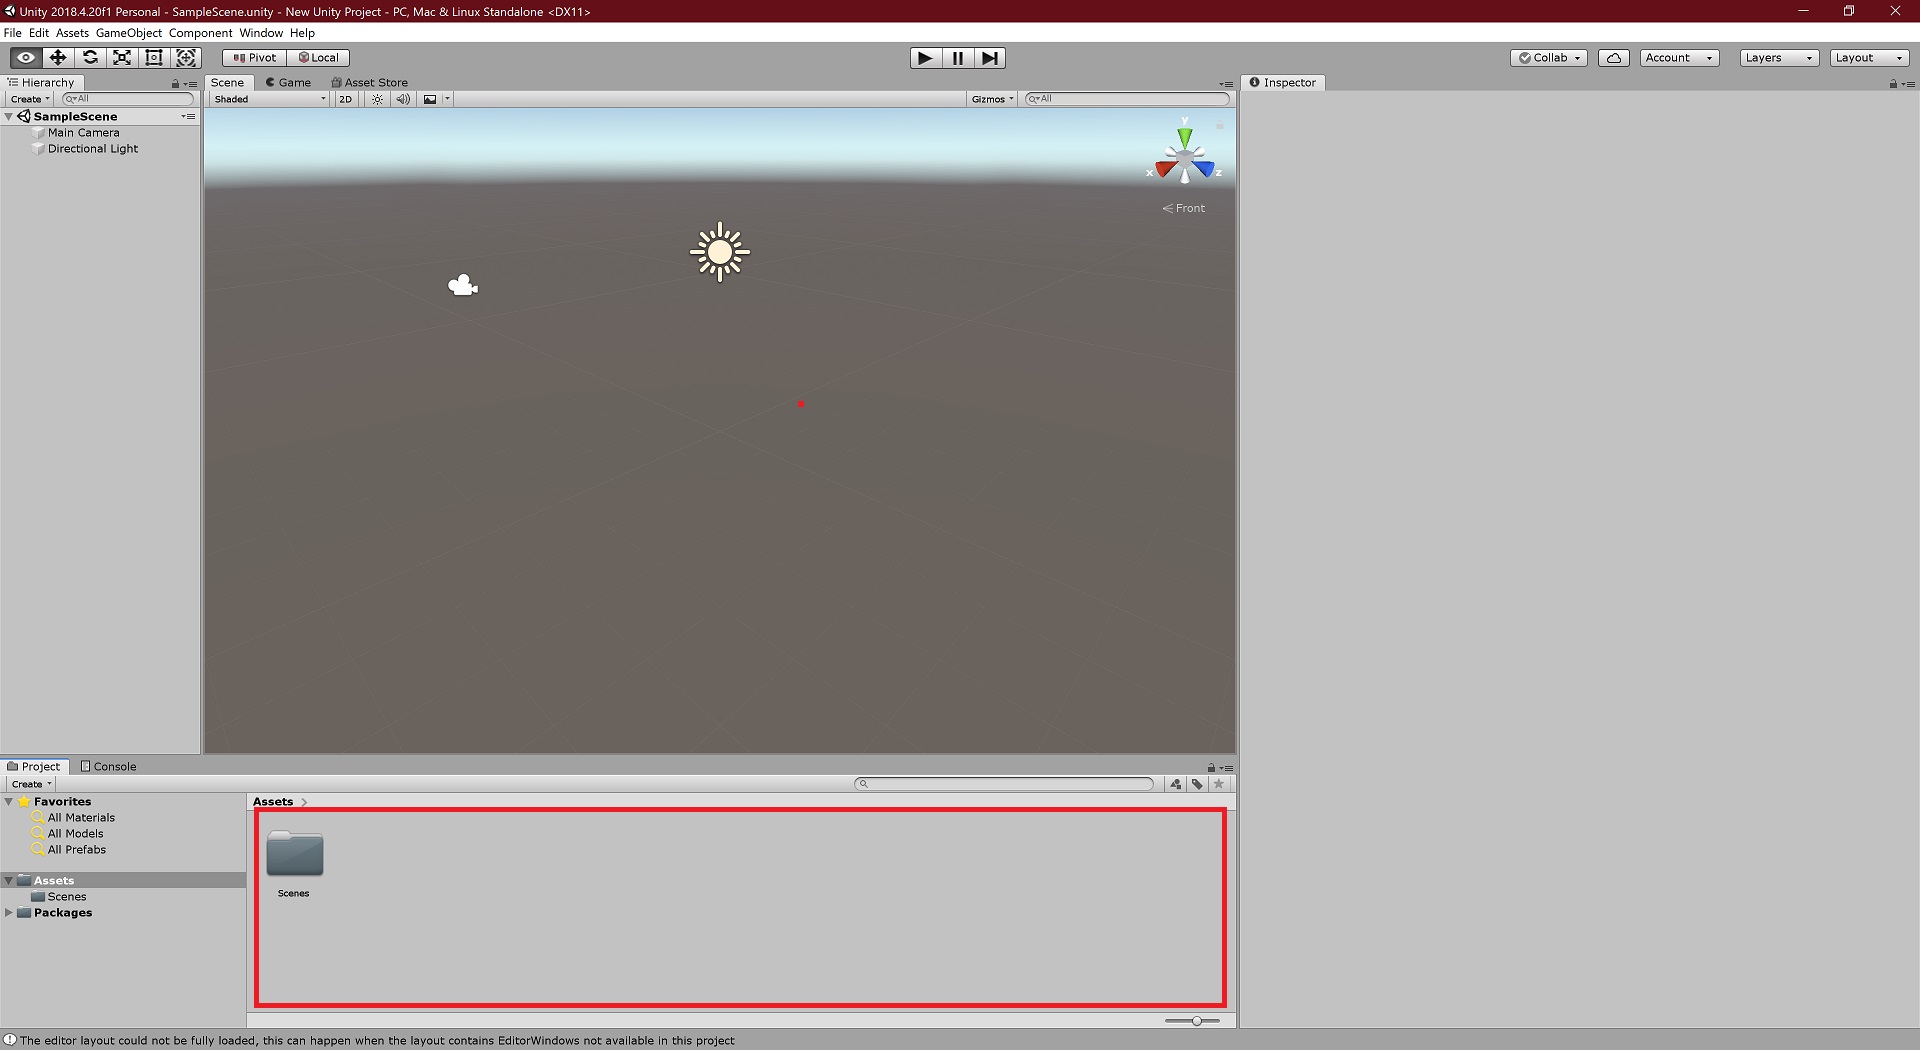 Unity 2018.4.20f1 Personal - SampleScene.unity - New Unity Project - PC, Mac & Linux Standalone <DX11>
File Edit Assets GameObject Component Window Help
Pivot Local Collab Account Layers Layout
Hierarchy Scene Game Asset Store Inspector
Create All Shaded 2D Gizmos All
SampleScene
Main Camera
Directional Light
y
x z
Front
Project Console
Create
Favorites Assets
All Materials
All Models
All Prefabs
Scenes
Assets
Scenes
Packages
The editor layout could not be fully loaded, this can happen when the layout contains EditorWindows not available in this project